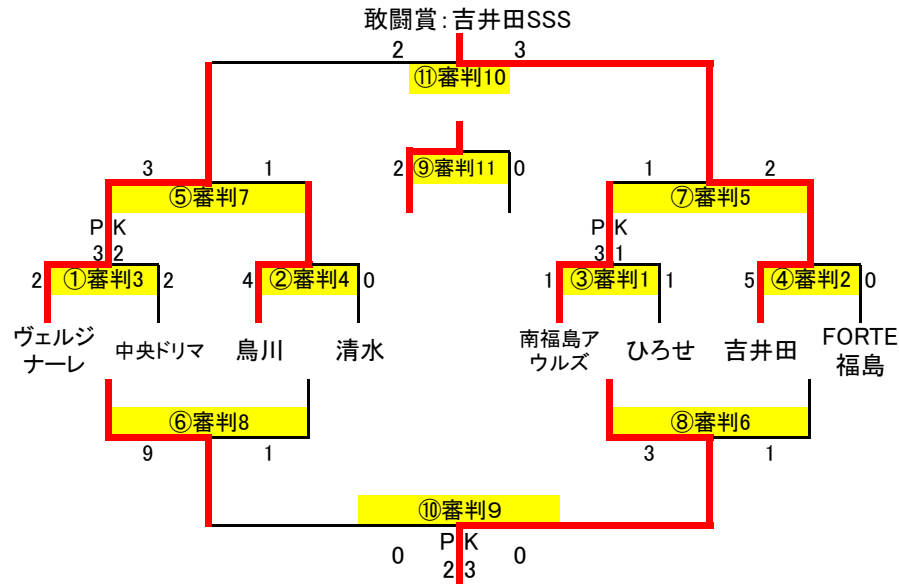 敢闘賞：吉井田SSS
2 3
⑪審判10
2 ⑨審判11 0
3 1 1 2
⑤審判7 ⑦審判5
PK PK
3 2 3 1
2 ①審判3 2 4 ②審判4 0 1 ③審判1 1 5 ④審判2 0
ヴェルジ
ナーレ
中央ドリマ
鳥川
清水
南福島ア
ウルズ
ひろせ
吉井田
FORTE
福島
⑥審判8 ⑧審判6
9 1 3 1
⑩審判９
0 PK 0
2 3